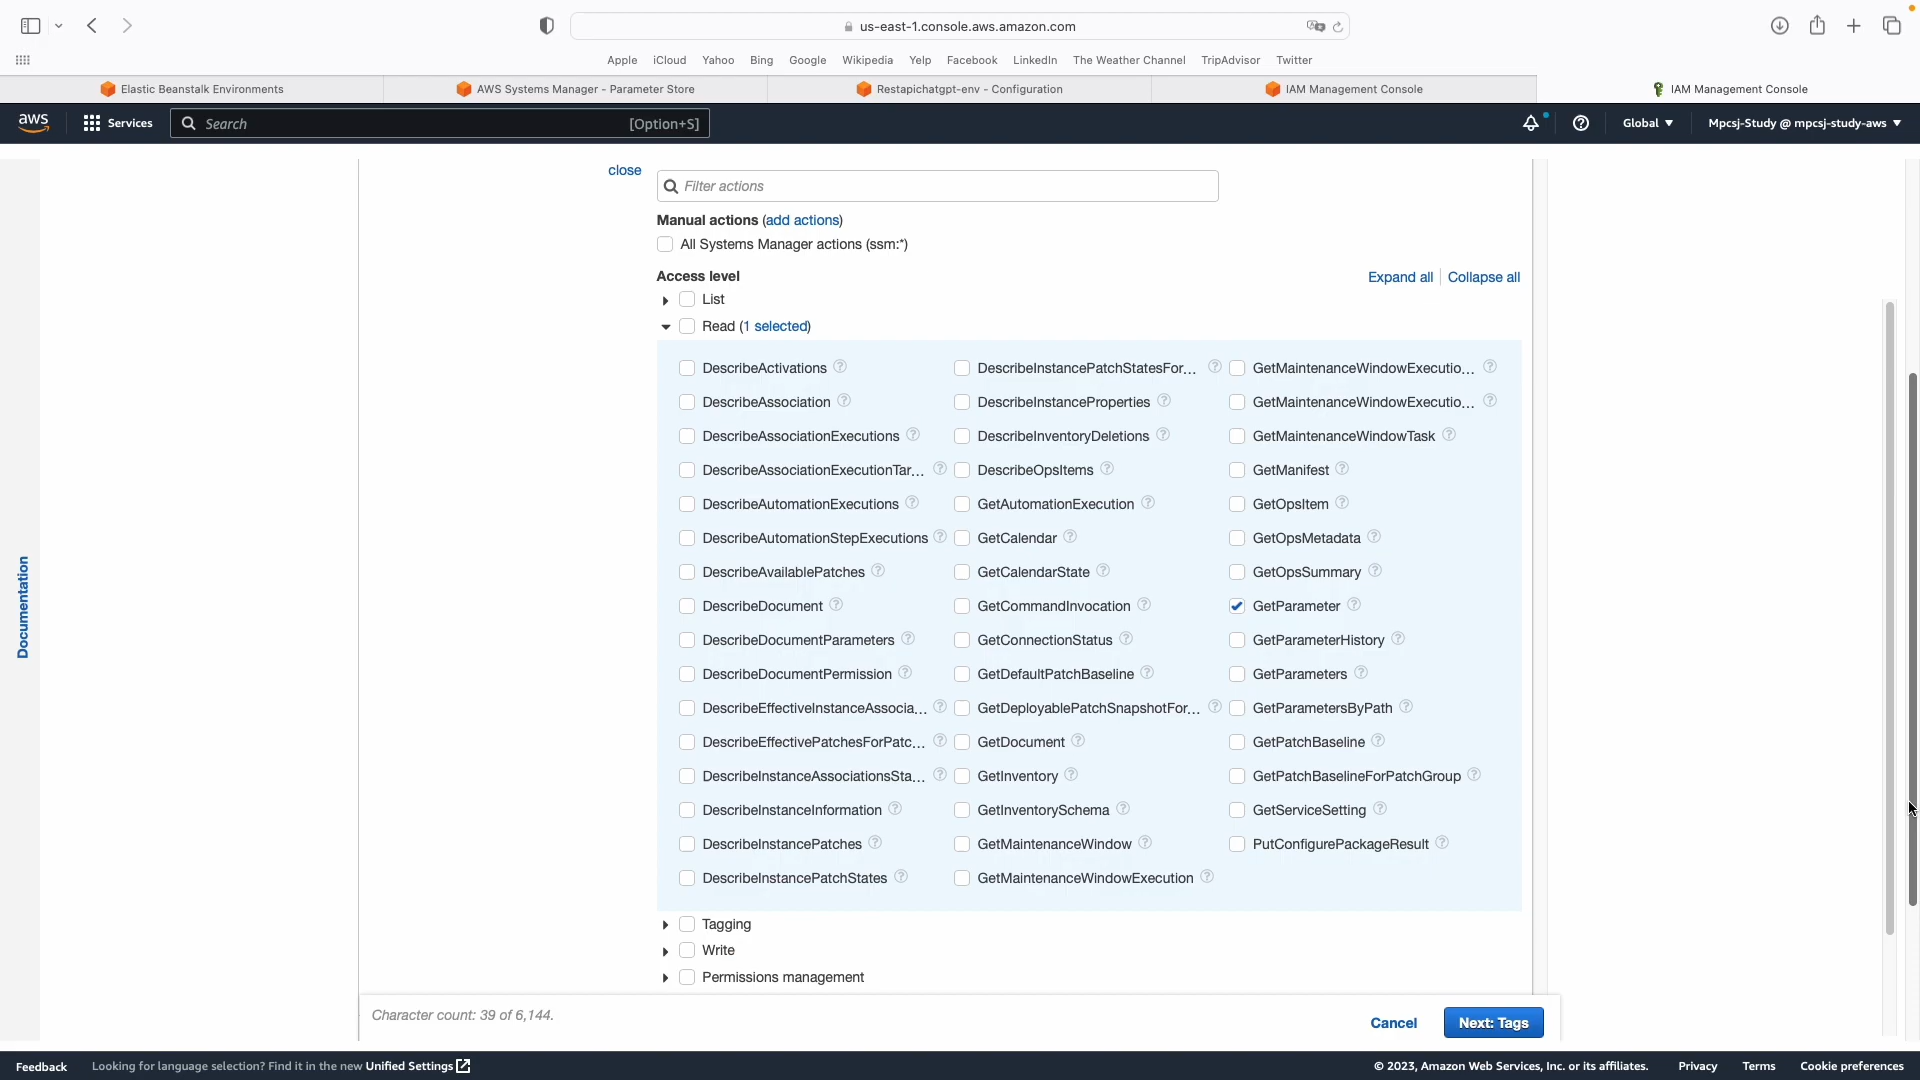 us-east-1.console.aws.amazon.com
Apple iCloud Yahoo Bing Google Wikipedia Yelp Facebook LinkedIn The Weather Channel TripAdvisor Twitter
Elastic Beanstalk Environments AWS Systems Manager - Parameter Store Restapichatgpt-env - Configuration IAM Management Console IAM Management Console
aws Services Search [Option+S] Global Mpcsj-Study @ mpcsj-study-aws
close Filter actions
Manual actions (add actions)
All Systems Manager actions (ssm:*)
Access level Expand all Collapse all
List
Read (1 selected)
DescribeActivations DescribeInstancePatchStatesFor... GetMaintenanceWindowExecutio...
DescribeAssociation DescribeInstanceProperties GetMaintenanceWindowExecutio...
DescribeAssociationExecutions DescribeInventoryDeletions GetMaintenanceWindowTask
DescribeAssociationExecutionTar... DescribeOpsItems GetManifest
DescribeAutomationExecutions GetAutomationExecution GetOpsItem
DescribeAutomationStepExecutions GetCalendar GetOpsMetadata
DescribeAvailablePatches GetCalendarState GetOpsSummary
DescribeDocument GetCommandInvocation GetParameter
DescribeDocumentParameters GetConnectionStatus GetParameterHistory
DescribeDocumentPermission GetDefaultPatchBaseline GetParameters
DescribeEffectiveInstanceAssocia... GetDeployablePatchSnapshotFor... GetParametersByPath
DescribeEffectivePatchesForPatc... GetDocument GetPatchBaseline
DescribeInstanceAssociationsSta... GetInventory GetPatchBaselineForPatchGroup
DescribeInstanceInformation GetInventorySchema GetServiceSetting
DescribeInstancePatches GetMaintenanceWindow PutConfigurePackageResult
DescribeInstancePatchStates GetMaintenanceWindowExecution
Tagging
Write
Permissions management
Documentation
Character count: 39 of 6,144.
Cancel Next: Tags
Feedback Looking for language selection? Find it in the new Unified Settings © 2023, Amazon Web Services, Inc. or its affiliates. Privacy Terms Cookie preferences